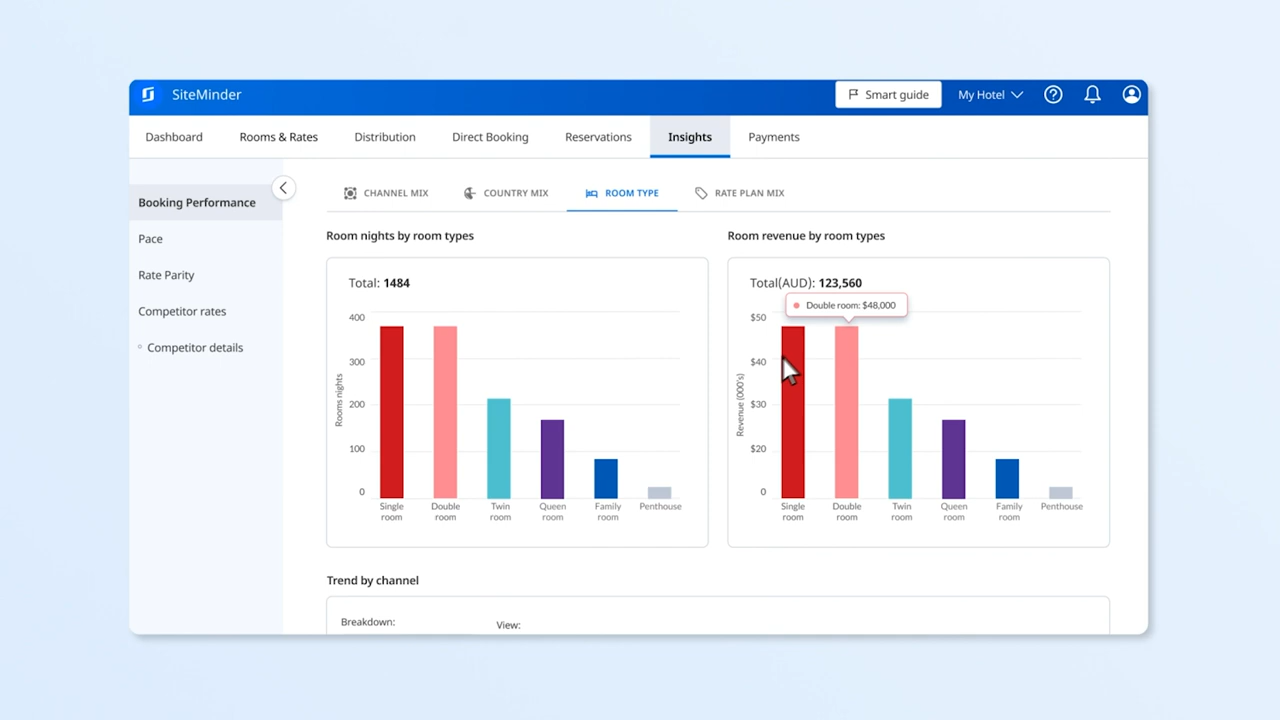 SiteMinder
Smart guide
My Hotel
Dashboard
Rooms & Rates
Distribution
Direct Booking
Reservations
Insights
Payments
Booking Performance
Pace
Rate Parity
Competitor rates
Competitor details
CHANNEL MIX
COUNTRY MIX
ROOM TYPE
RATE PLAN MIX
Room nights by room types
Total: 1484
400
300
200
100
0
Rooms nights
Single room
Double room
Twin room
Queen room
Family room
Penthouse
Room revenue by room types
Total(AUD): 123,560
Double room: $48,000
$50
$40
$30
$20
0
Revenue (000's)
Single room
Double room
Twin room
Queen room
Family room
Penthouse
Trend by channel
Breakdown:
View: